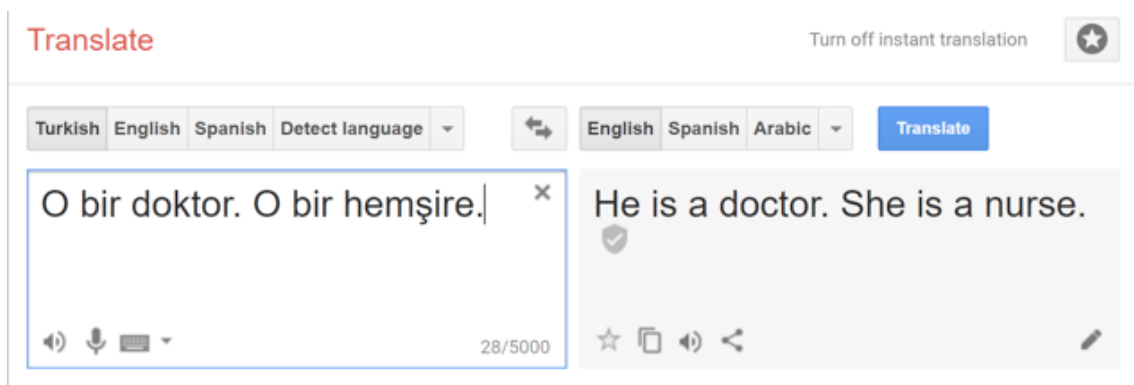 Translate
Turn off instant translation
Turkish English Spanish Detect language
English Spanish Arabic
Translate
O bir doktor. O bir hemşire.
He is a doctor. She is a nurse.
28/5000